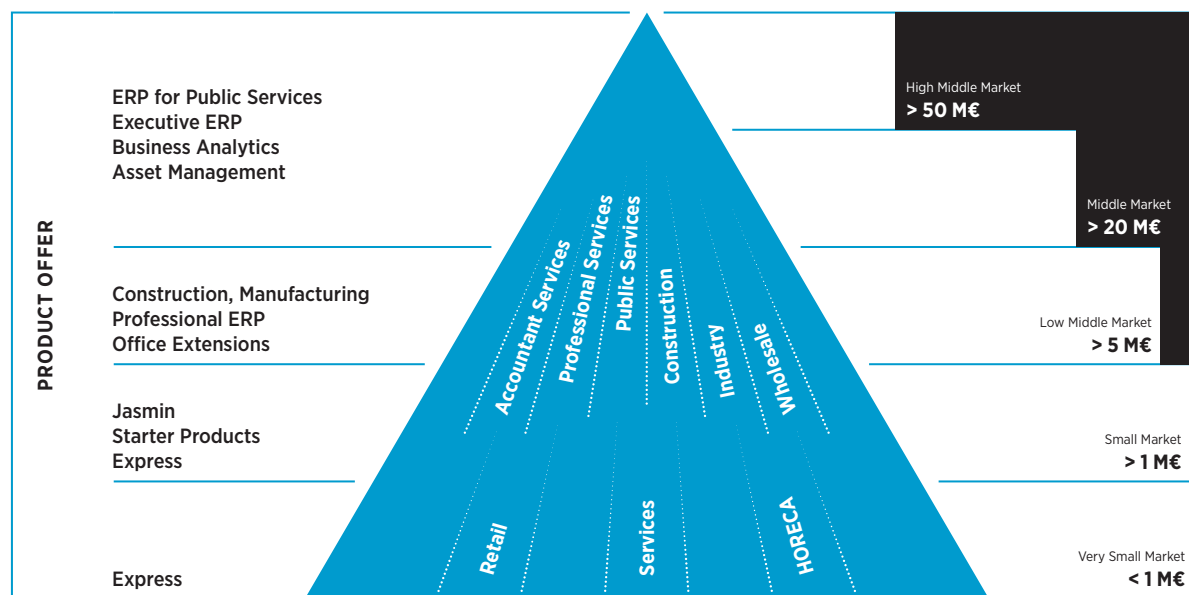 PRODUCT OFFER
ERP for Public Services
Executive ERP
Business Analytics
Asset Management
Construction, Manufacturing
Professional ERP
Office Extensions
Jasmin
Starter Products
Express
Express
Accountant Services
Professional Services
Public Services
Construction
Industry
Wholesale
Retail
Services
HORECA
High Middle Market
> 50 M€
Middle Market
> 20 M€
Low Middle Market
> 5 M€
Small Market
> 1 M€
Very Small Market
< 1 M€